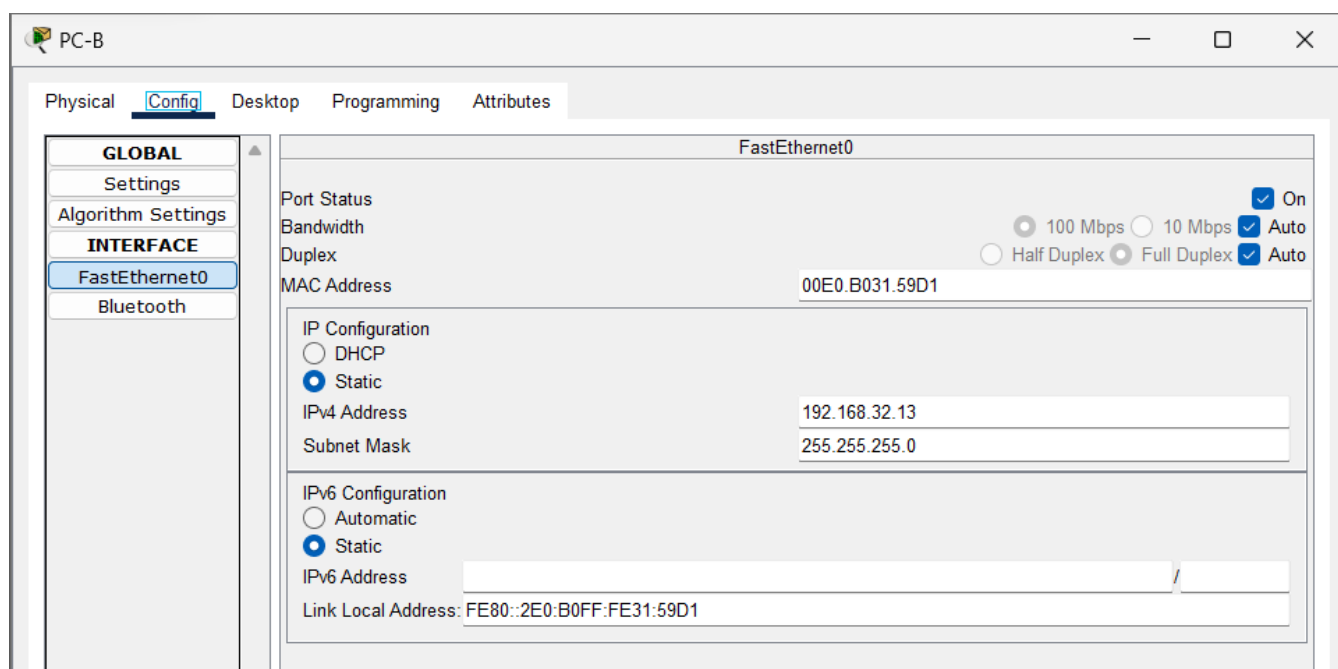 PC-B
Physical Config Desktop Programming Attributes
GLOBAL
Settings
Algorithm Settings
INTERFACE
FastEthernet0
Bluetooth
FastEthernet0
Port Status On
Bandwidth 100 Mbps 10 Mbps Auto
Duplex Half Duplex Full Duplex Auto
MAC Address 00E0.B031.59D1
IP Configuration
DHCP
Static
IPv4 Address 192.168.32.13
Subnet Mask 255.255.255.0
IPv6 Configuration
Automatic
Static
IPv6 Address /
Link Local Address: FE80::2E0:B0FF:FE31:59D1